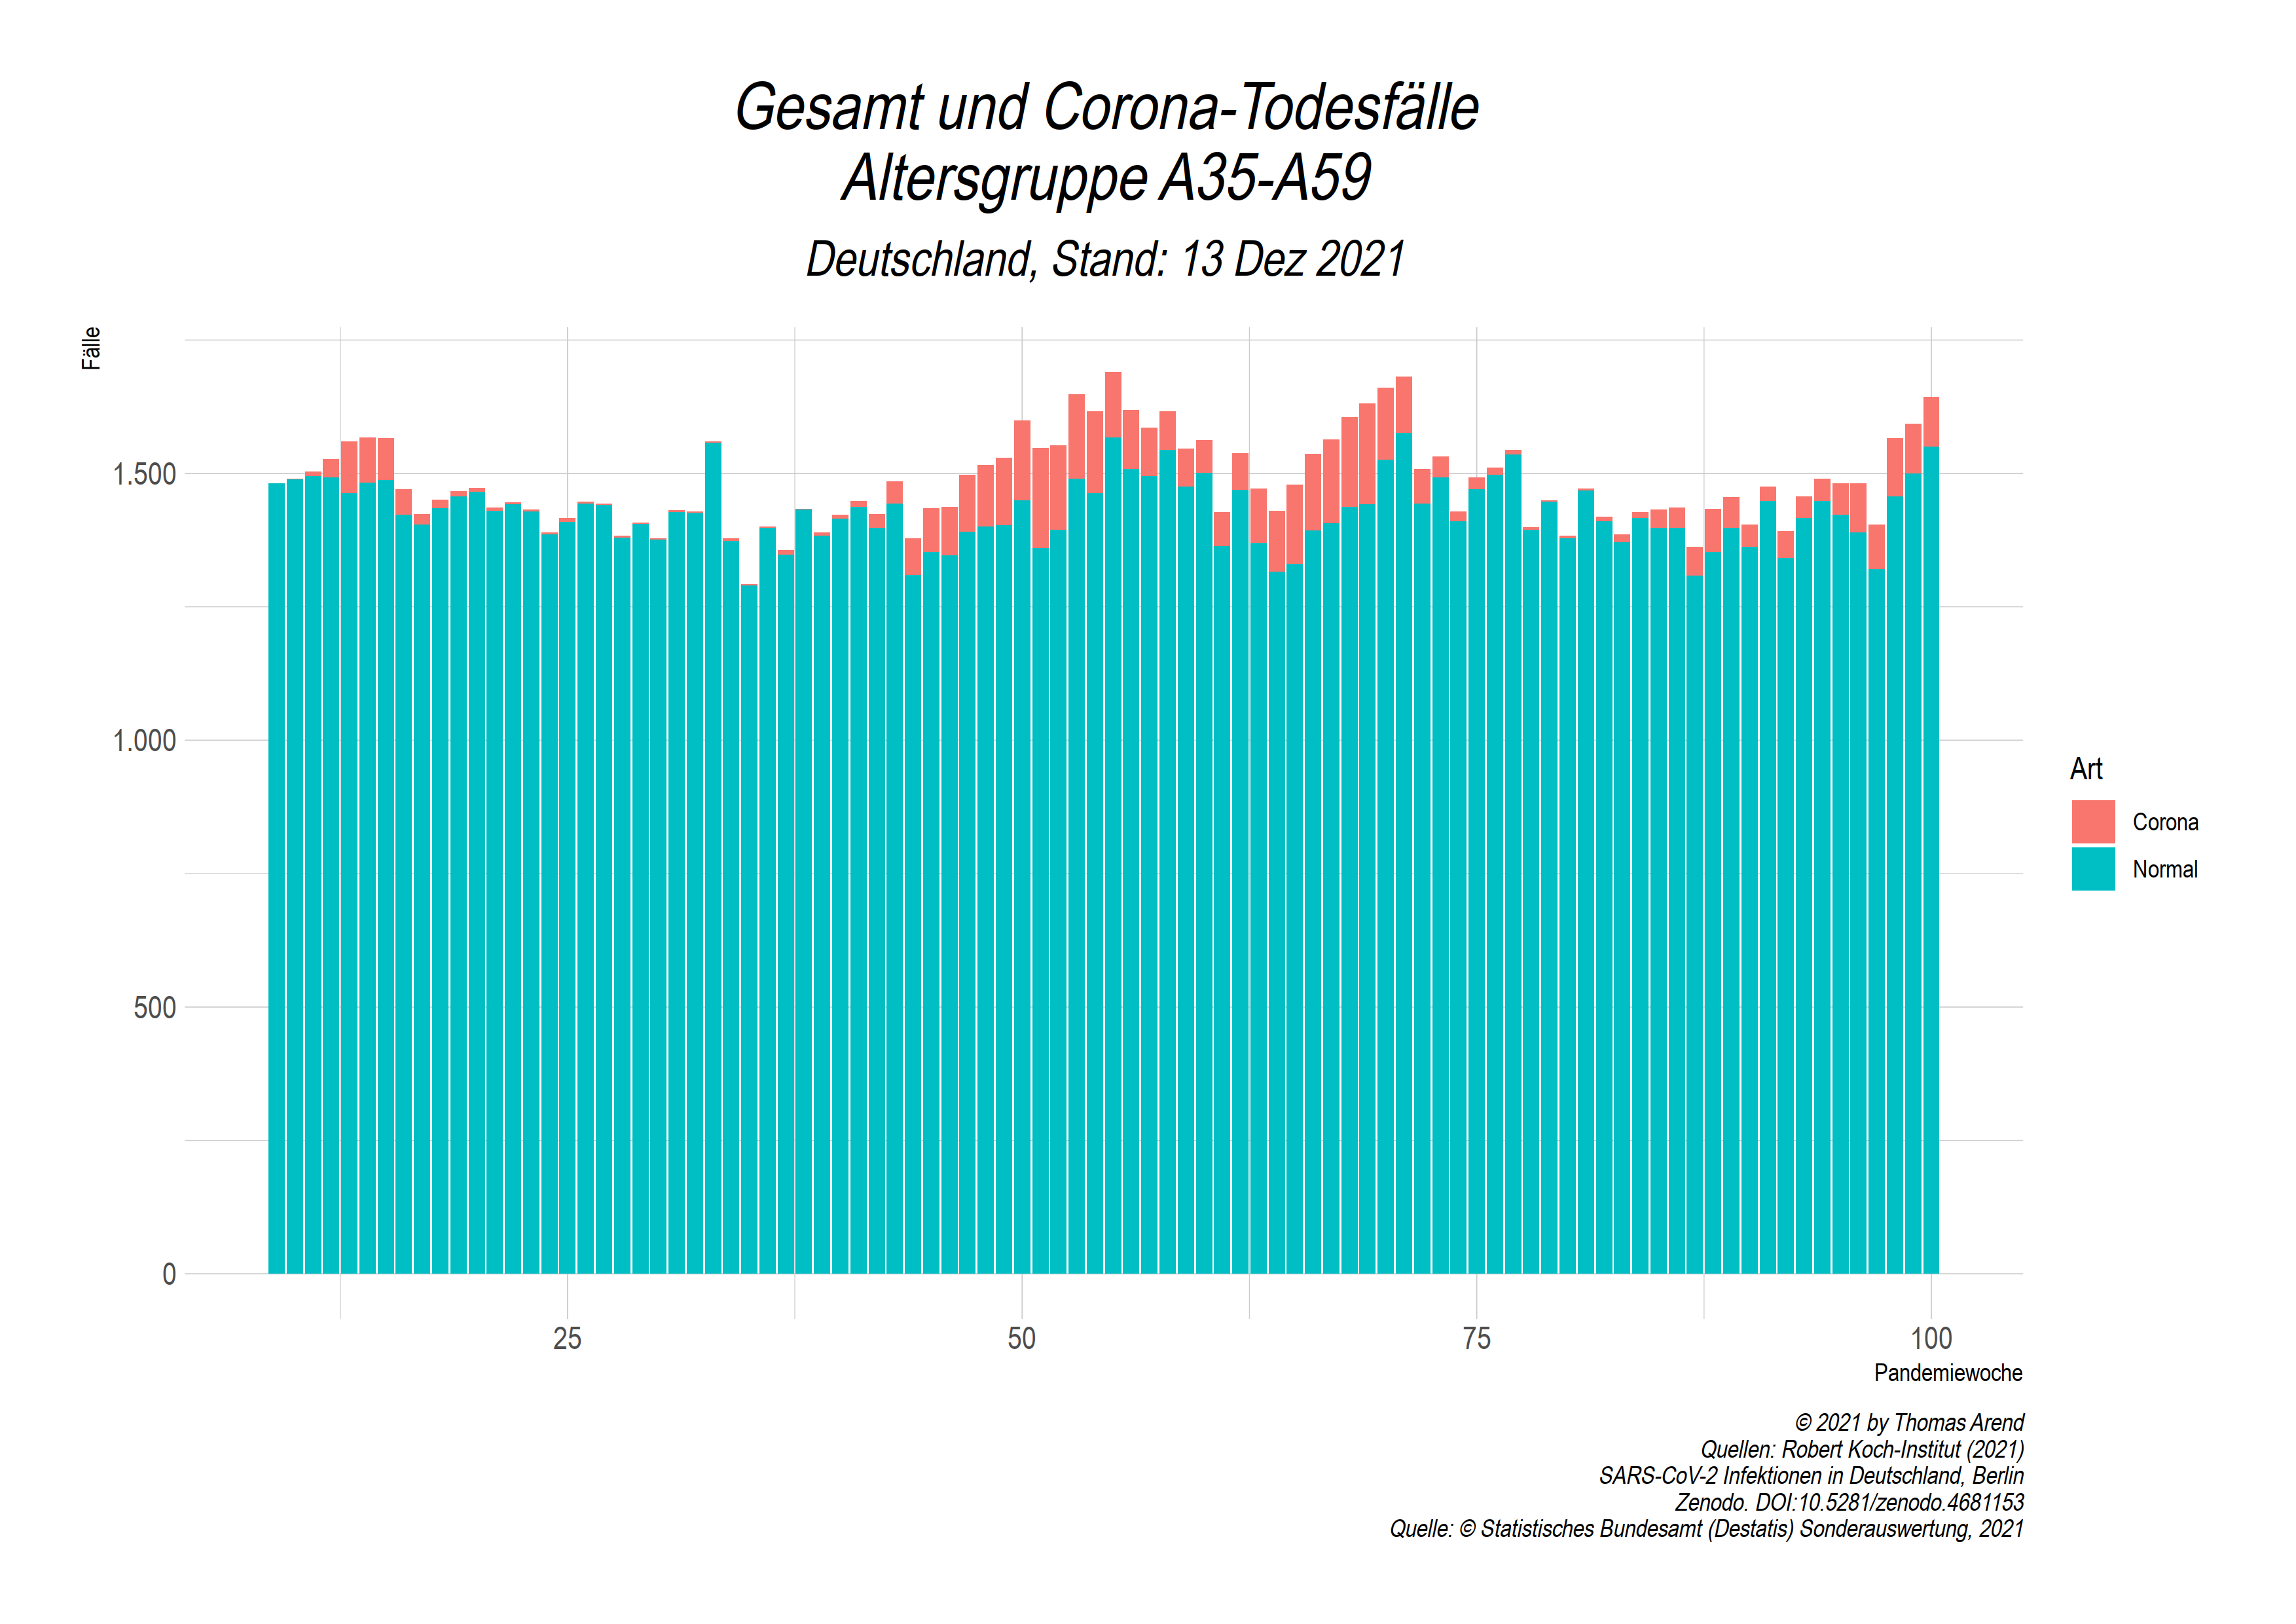 Gesamt und Corona-Todesfälle
Altersgruppe A35-A59
Deutschland, Stand: 13 Dez 2021
Fälle
1.500
1.000
500
0
25
50
75
100
Pandemiewoche
Art
Corona
Normal
© 2021 by Thomas Arend
Quellen: Robert Koch-Institut (2021)
SARS-CoV-2 Infektionen in Deutschland, Berlin
Zenodo. DOI:10.5281/zenodo.4681153
Quelle: © Statistisches Bundesamt (Destatis) Sonderauswertung, 2021